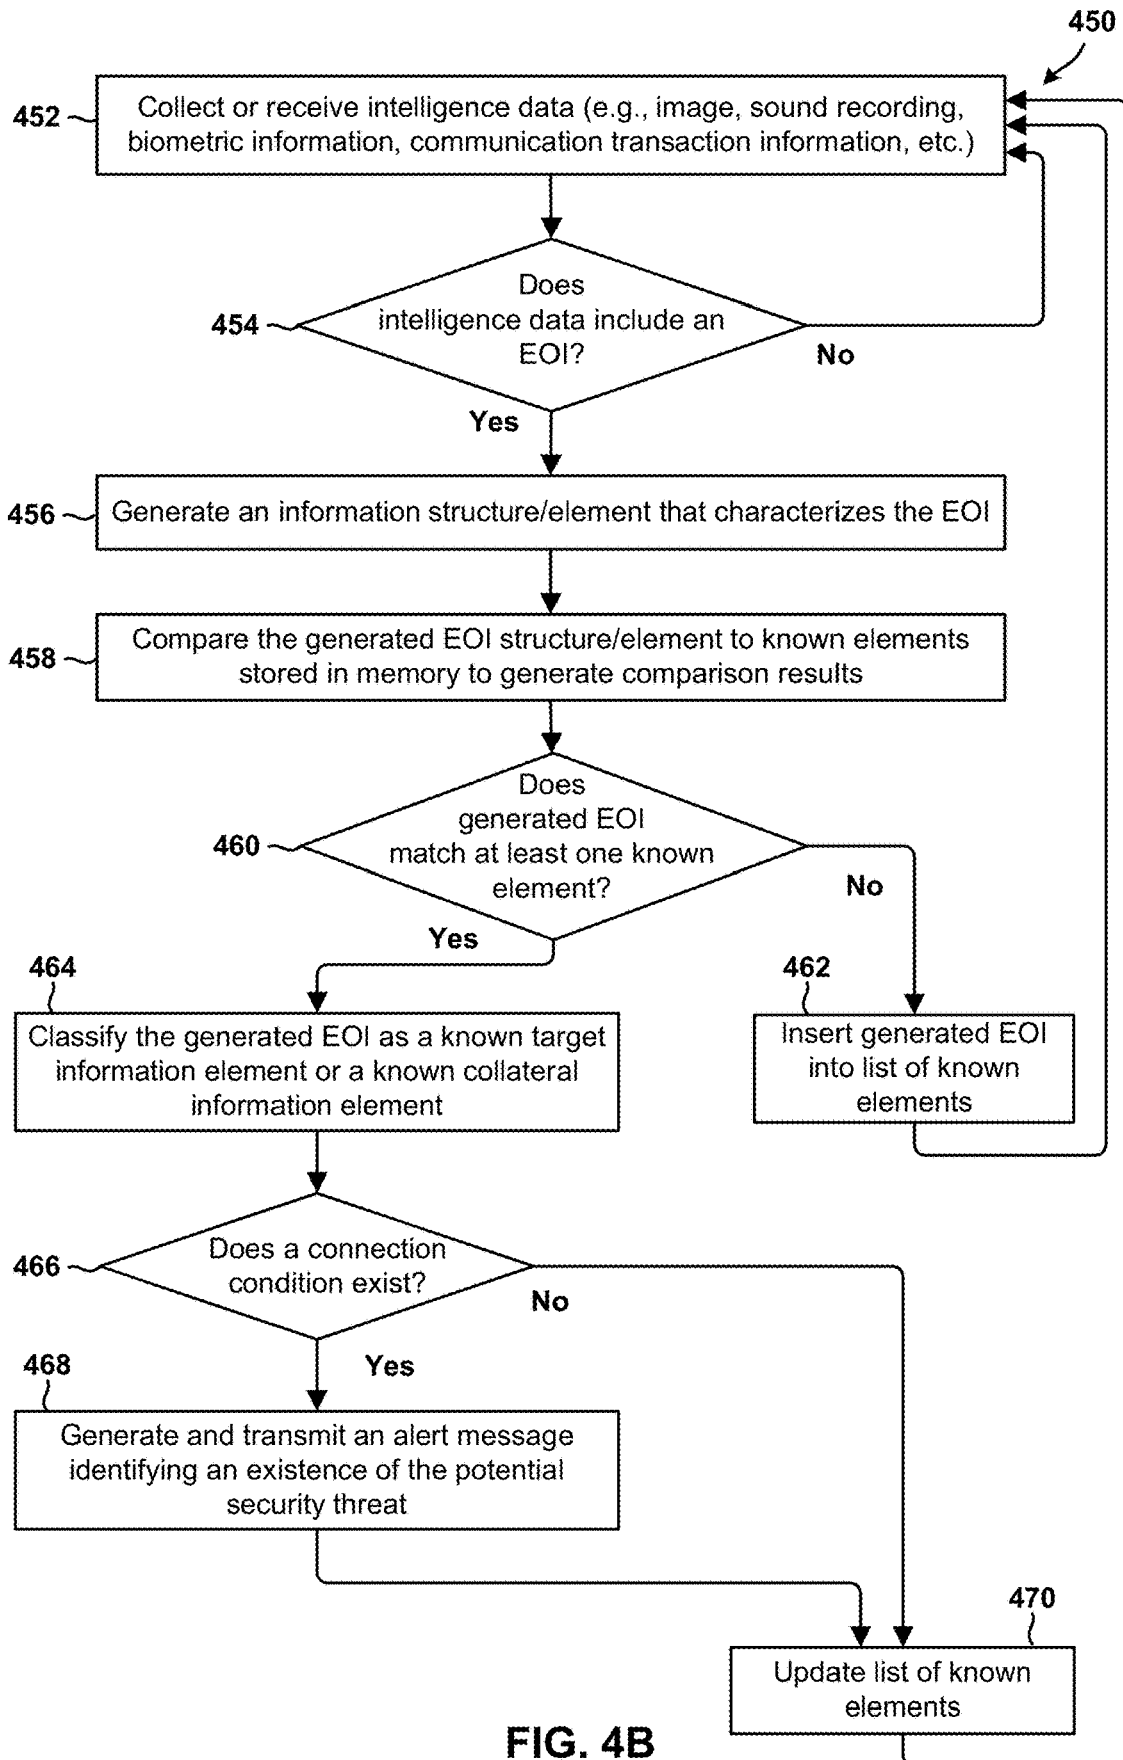 450
452
Collect or receive intelligence data (e.g., image, sound recording,
biometric information, communication transaction information, etc.)
454
Does
intelligence data include an
EOI?
No
Yes
456
Generate an information structure/element that characterizes the EOI
458
Compare the generated EOI structure/element to known elements
stored in memory to generate comparison results
460
Does
generated EOI
match at least one known
element?
No
Yes
464
Classify the generated EOI as a known target
information element or a known collateral
information element
462
Insert generated EOI
into list of known
elements
466
Does a connection
condition exist?
No
Yes
468
Generate and transmit an alert message
identifying an existence of the potential
security threat
470
Update list of known
elements
FIG. 4B